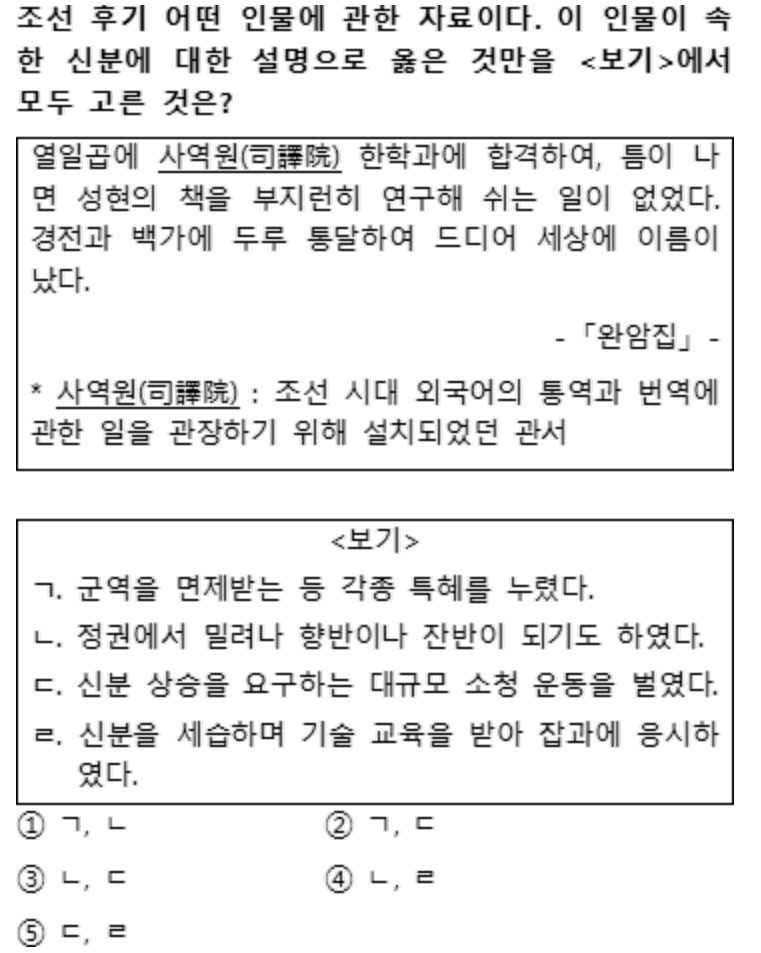 조선 후기 어떤 인물에 관한 자료이다. 이 인물이 속
한 신분에 대한 설명으로 옳은 것만을 <보기>에서
모두 고른 것은?
열일곱에 사역원(司譯院) 한학과에 합격하여, 틈이 나
면 성현의 책을 부지런히 연구해 쉬는 일이 없었다.
경전과 백가에 두루 통달하여 드디어 세상에 이름이
났다.
-「완암집」-
* 사역원(司譯院) : 조선 시대 외국어의 통역과 번역에
관한 일을 관장하기 위해 설치되었던 관서
<보기>
ㄱ. 군역을 면제받는 등 각종 특혜를 누렸다.
ㄴ. 정권에서 밀려나 향반이나 잔반이 되기도 하였다.
ㄷ. 신분 상승을 요구하는 대규모 소청 운동을 벌였다.
ㄹ. 신분을 세습하며 기술 교육을 받아 잡과에 응시하
였다.
① ㄱ, ㄴ ② ㄱ, ㄷ
③ ㄴ, ㄷ ④ ㄴ, ㄹ
⑤ ㄷ, ㄹ